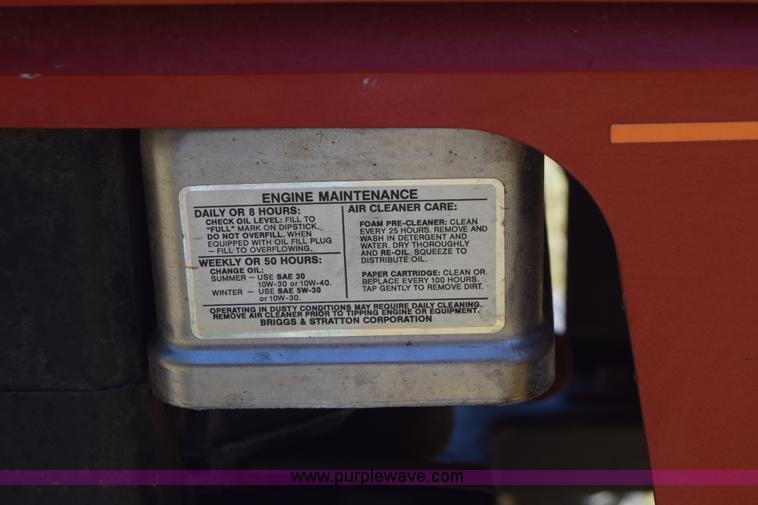 ENGINE MAINTENANCE
DAILY OR 8 HOURS:
CHECK OIL LEVEL: FILL TO
"FULL" MARK ON DIPSTICK.
DO NOT OVERFILL. WHEN
EQUIPPED WITH OIL FILL PLUG
— FILL TO OVERFLOWING.
WEEKLY OR 50 HOURS:
CHANGE OIL:
SUMMER — USE SAE 30
10W-30 or 10W-40.
WINTER — USE SAE 5W-30
or 10W-30.
AIR CLEANER CARE:
FOAM PRE-CLEANER: CLEAN
EVERY 25 HOURS. REMOVE AND
WASH IN DETERGENT AND
WATER. DRY THOROUGHLY
AND RE-OIL. SQUEEZE TO
DISTRIBUTE OIL.
PAPER CARTRIDGE: CLEAN OR
REPLACE EVERY 100 HOURS.
TAP GENTLY TO REMOVE DIRT.
OPERATING IN DUSTY CONDITIONS MAY REQUIRE DAILY CLEANING.
REMOVE AIR CLEANER PRIOR TO TIPPING ENGINE OR EQUIPMENT.
BRIGGS & STRATTON CORPORATION
www.purplewave.com